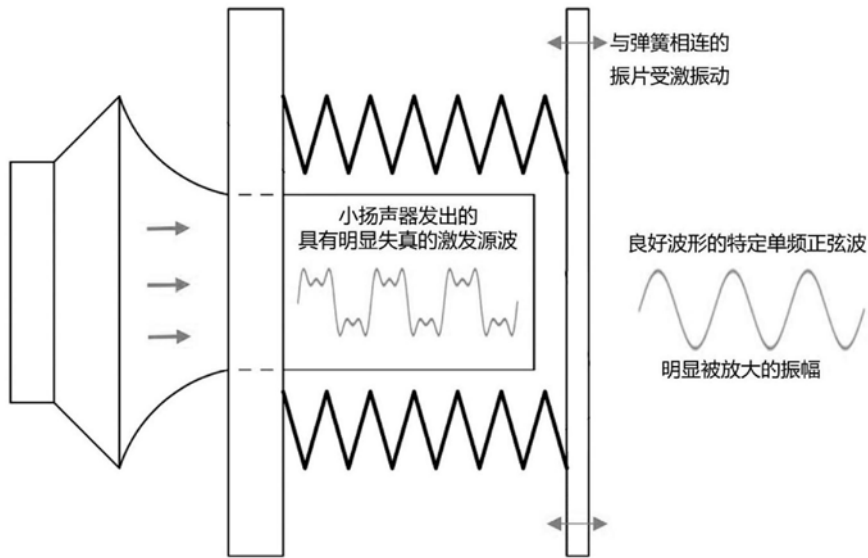 与弹簧相连的
振片受激振动
小扬声器发出的
具有明显失真的激发源波
良好波形的特定单频正弦波
明显被放大的振幅